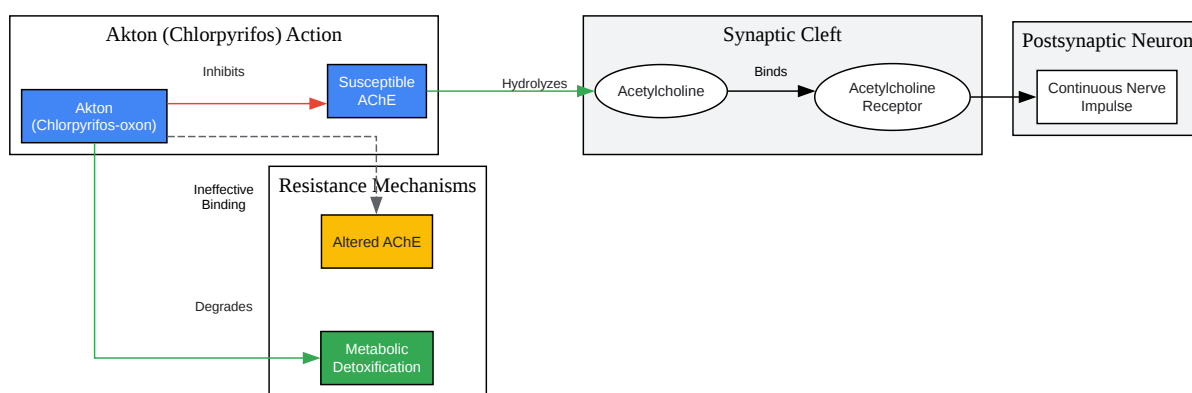 Akton (Chlorpyrifos) Action
Inhibits
Susceptible
AChE
Akton
(Chlorpyrifos-oxon)
Hydrolyzes
Synaptic Cleft
Acetylcholine
Binds
Acetylcholine
Receptor
Postsynaptic Neuron
Continuous Nerve
Impulse
Ineffective
Binding
Resistance Mechanisms
Altered AChE
Degrades
Metabolic
Detoxification